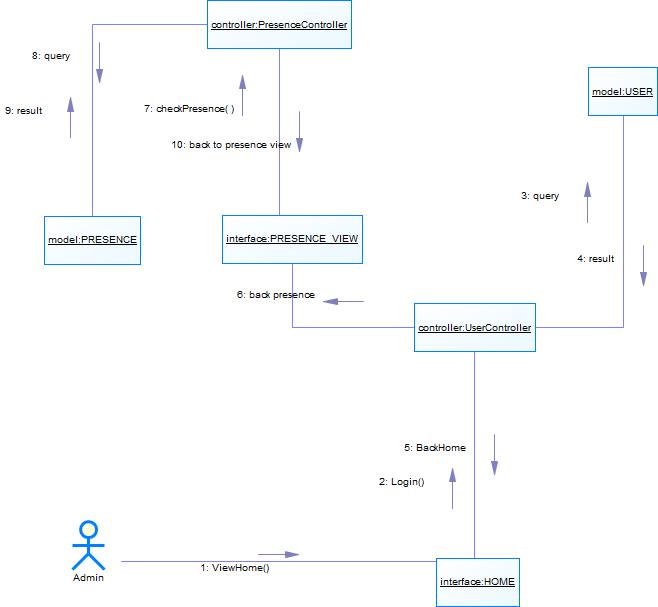 controller:PresenceController
8: query
model:USER
9: result
7: checkPresence( )
10: back to presence view
3: query
model:PRESENCE
interface:PRESENCE_VIEW
4: result
6: back presence
controller:UserController
5: BackHome
2: Login()
1: ViewHome()
Admin
interface:HOME